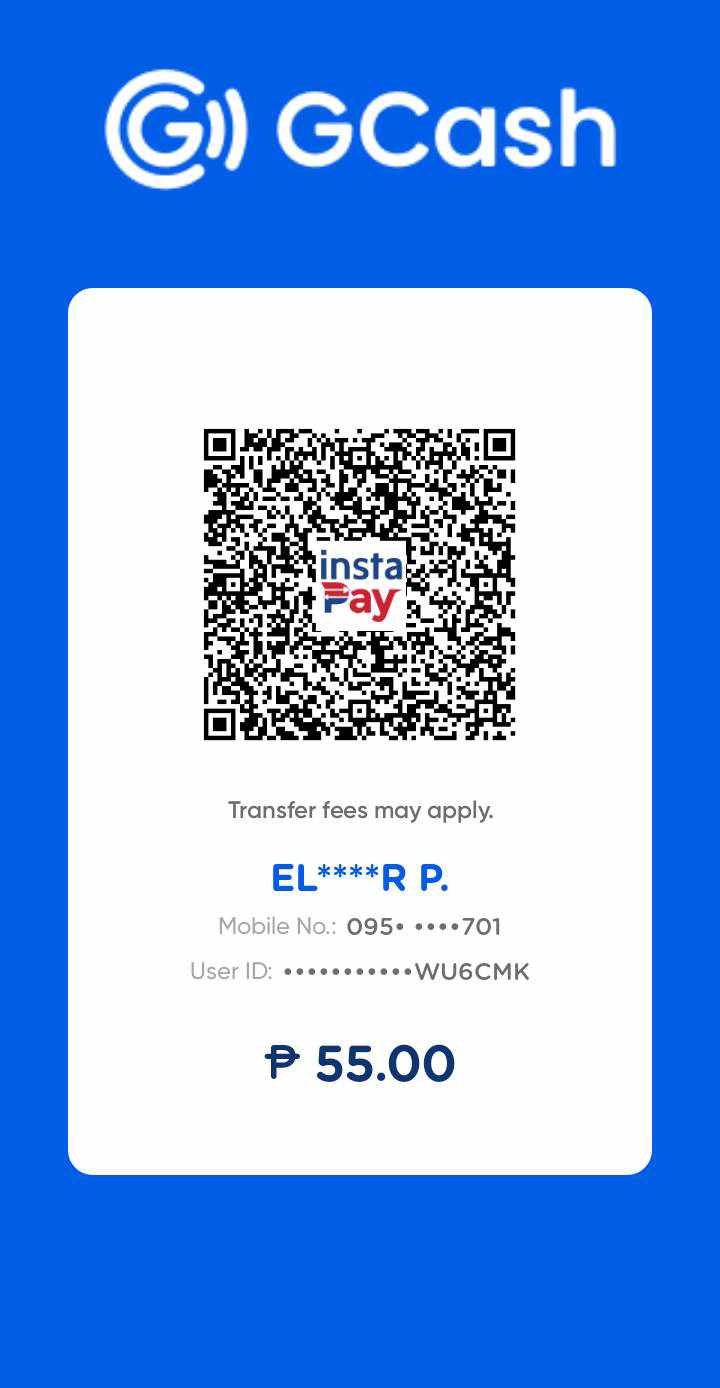 GCash
insta
Pay
Transfer fees may apply.
EL****R P.
Mobile No.: 095• ••••701
User ID: •••••••••••WU6CMK
₱ 55.00